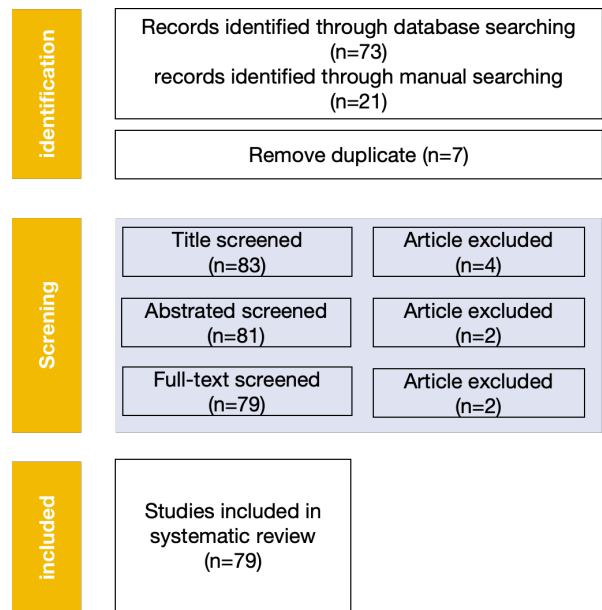 identification
Records identified through database searching
(n=73)
records identified through manual searching
(n=21)
Remove duplicate (n=7)
Screning
Title screened
(n=83)
Article excluded
(n=4)
Abstrated screened
(n=81)
Article excluded
(n=2)
Full-text screened
(n=79)
Article excluded
(n=2)
included
Studies included in
systematic review
(n=79)